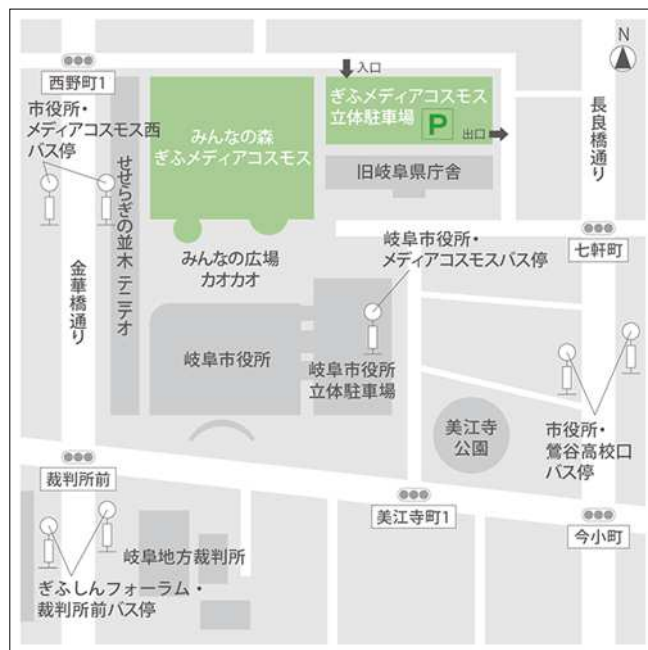 N
入口
西野町1
ぎふメディアコスモス
立体駐車場
P
出口
市役所・
メディアコスモス西
バス停
みんなの森
ぎふメディアコスモス
長良橋通り
旧岐阜県庁舎
せせらぎの並木 テニテオ
岐阜市役所・
メディアコスモスバス停
七軒町
みんなの広場
カオカオ
金華橋通り
岐阜市役所
岐阜市役所
立体駐車場
美江寺
公園
市役所・
鶯谷高校口
バス停
裁判所前
美江寺町1
今小町
岐阜地方裁判所
ぎふしんフォーラム・
裁判所前バス停